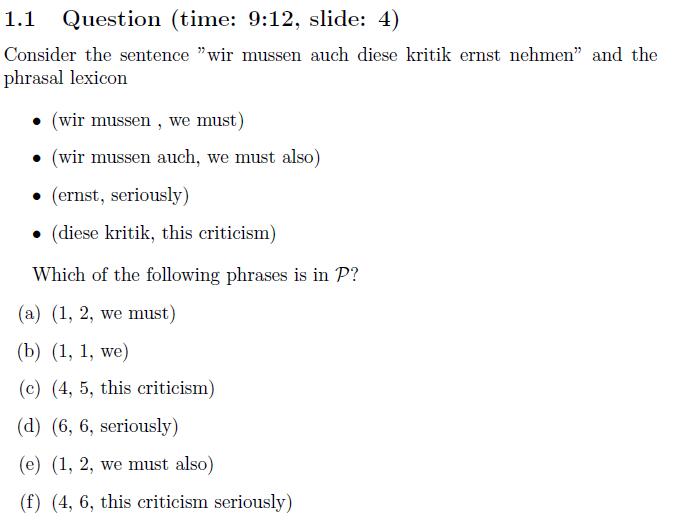 1.1 Question (time: 9:12, slide: 4)
Consider the sentence ”wir mussen auch diese kritik ernst nehmen” and the
phrasal lexicon
• (wir mussen , we must)
• (wir mussen auch, we must also)
• (ernst, seriously)
• (diese kritik, this criticism)
Which of the following phrases is in 𝒫?
(a) (1, 2, we must)
(b) (1, 1, we)
(c) (4, 5, this criticism)
(d) (6, 6, seriously)
(e) (1, 2, we must also)
(f) (4, 6, this criticism seriously)